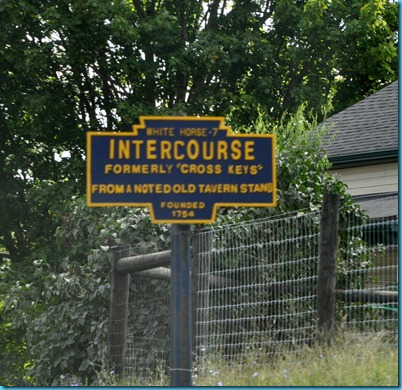 WHITE HORSE-7
INTERCOURSE
FORMERLY "CROSS KEYS"
FROM A NOTED OLD TAVERN STAND
FOUNDED
1754